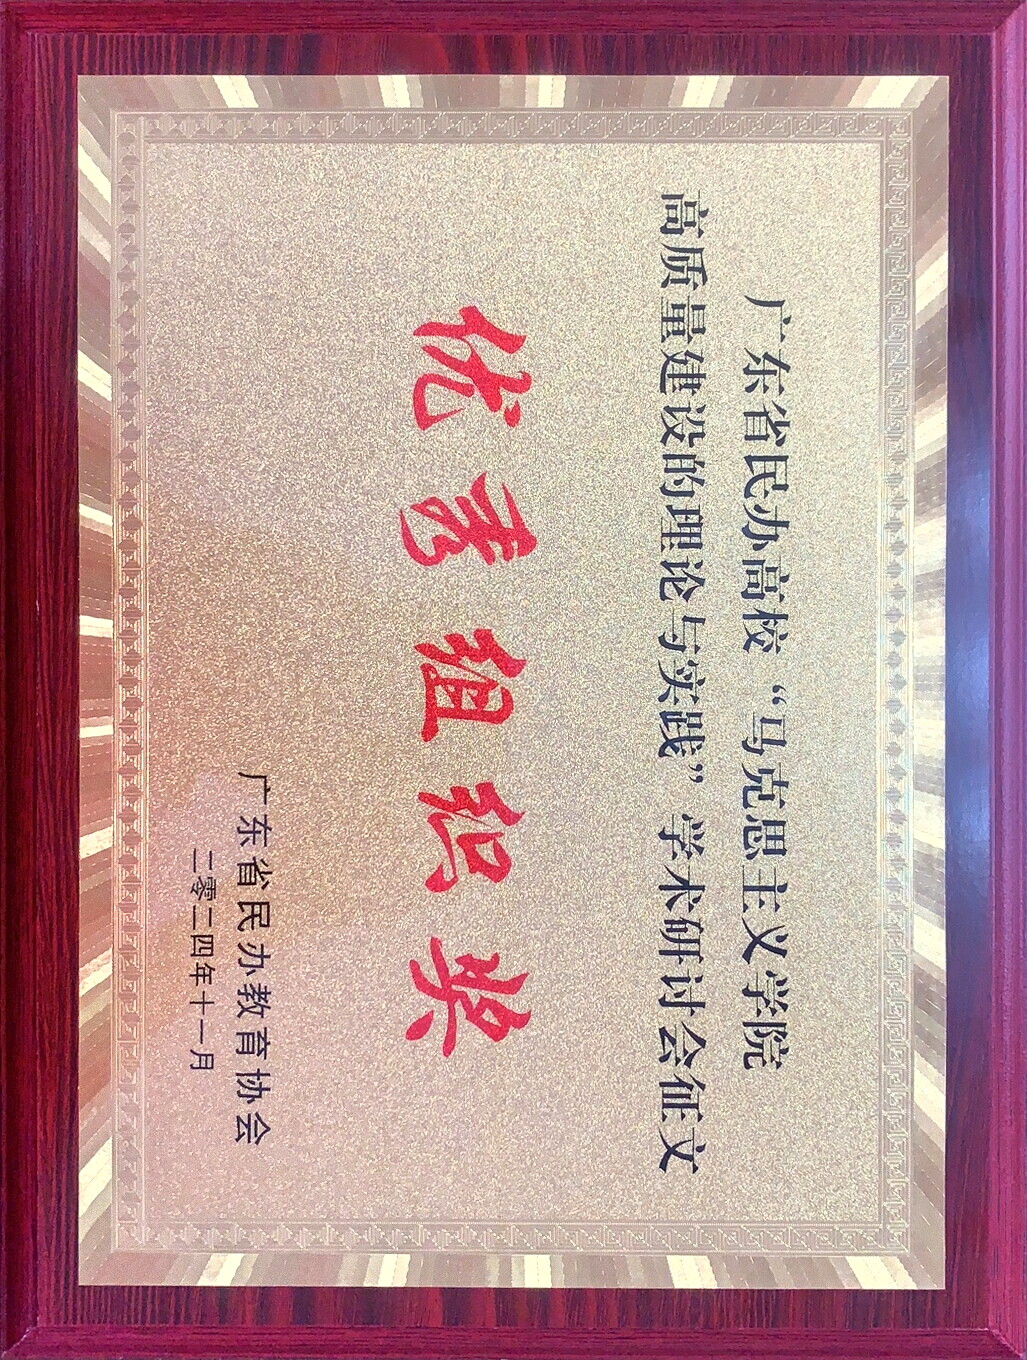 广东省民办高校“马克思主义学院
高质量建设的理论与实践”学术研讨会征文
优秀组织奖
广东省民办教育协会
二零二四年十一月